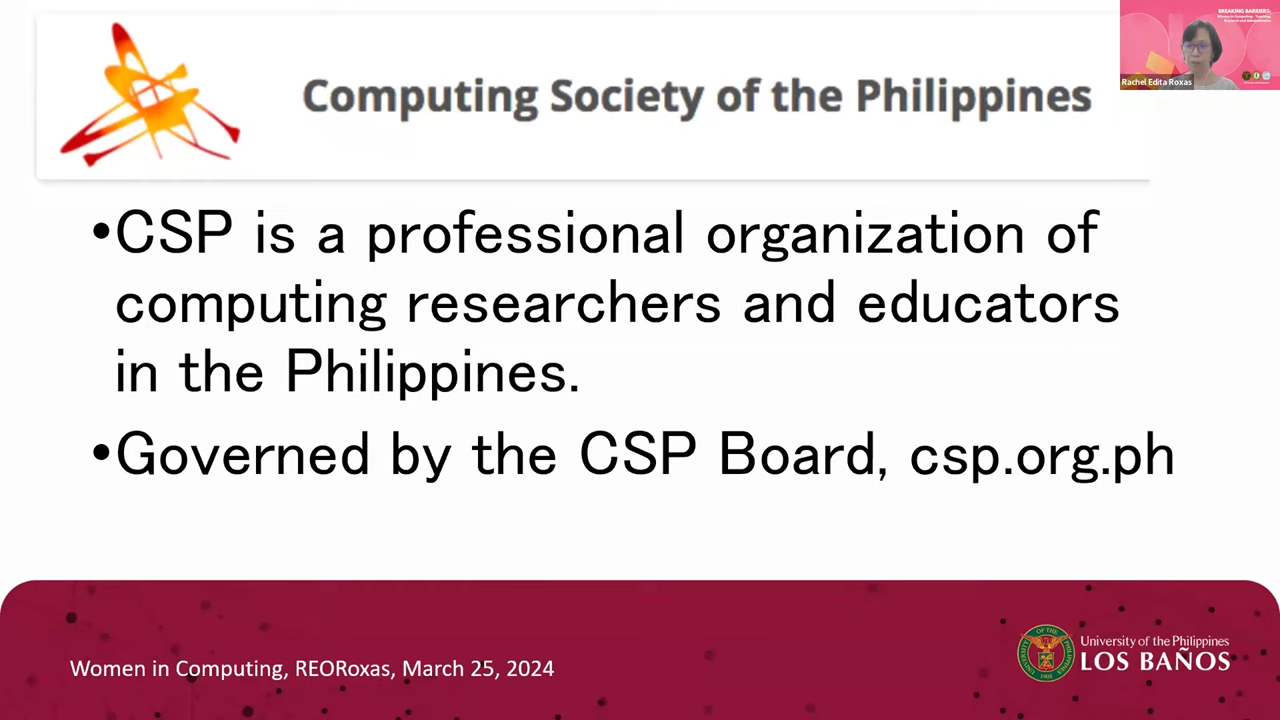 BREAKING BARRIERS:
Rachel Edita Roxas
Computing Society of the Philippines
•CSP is a professional organization of
computing researchers and educators
in the Philippines.
•Governed by the CSP Board, csp.org.ph
Women in Computing, REORoxas, March 25, 2024
University of the Philippines
LOS BAÑOS